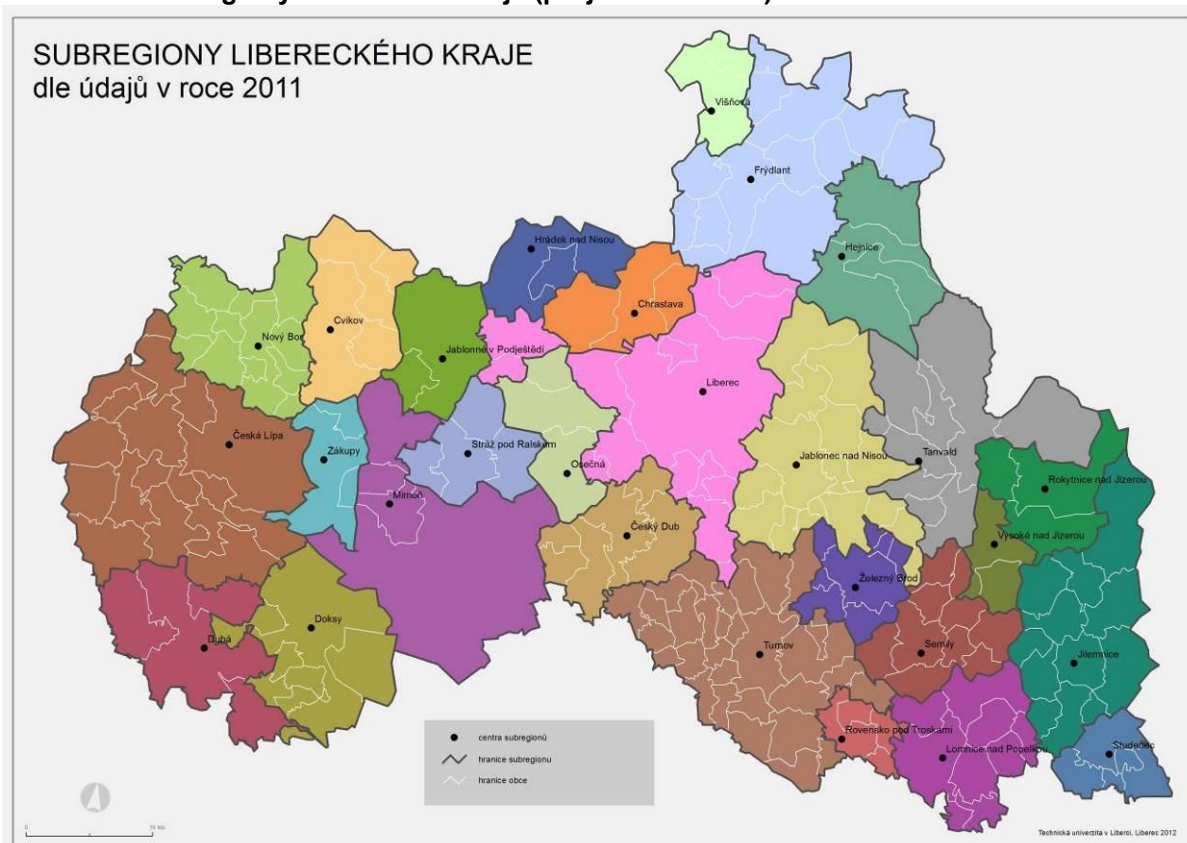 SUBREGIONY LIBERECKÉHO KRAJE
dle údajů v roce 2011
Višňová
Frýdlant
Hrádek nad Nisou
Hejnice
Chrastava
Cvikov
Nový Bor
Jablonné v Podještědí
Liberec
Česká Lípa
Zákupy
Stráž pod Ralskem
Osečná
Jablonec nad Nisou
Tanvald
Rokytnice nad Jizerou
Mimoň
Český Dub
Vysoké nad Jizerou
Železný Brod
Doksy
Dubá
Turnov
Semily
Jilemnice
Rovensko pod Troskami
Lomnice nad Popelkou
Studenec
centra subregionů
hranice subregionu
hranice obce
Technická univerzita v Liberci, Liberec 2012